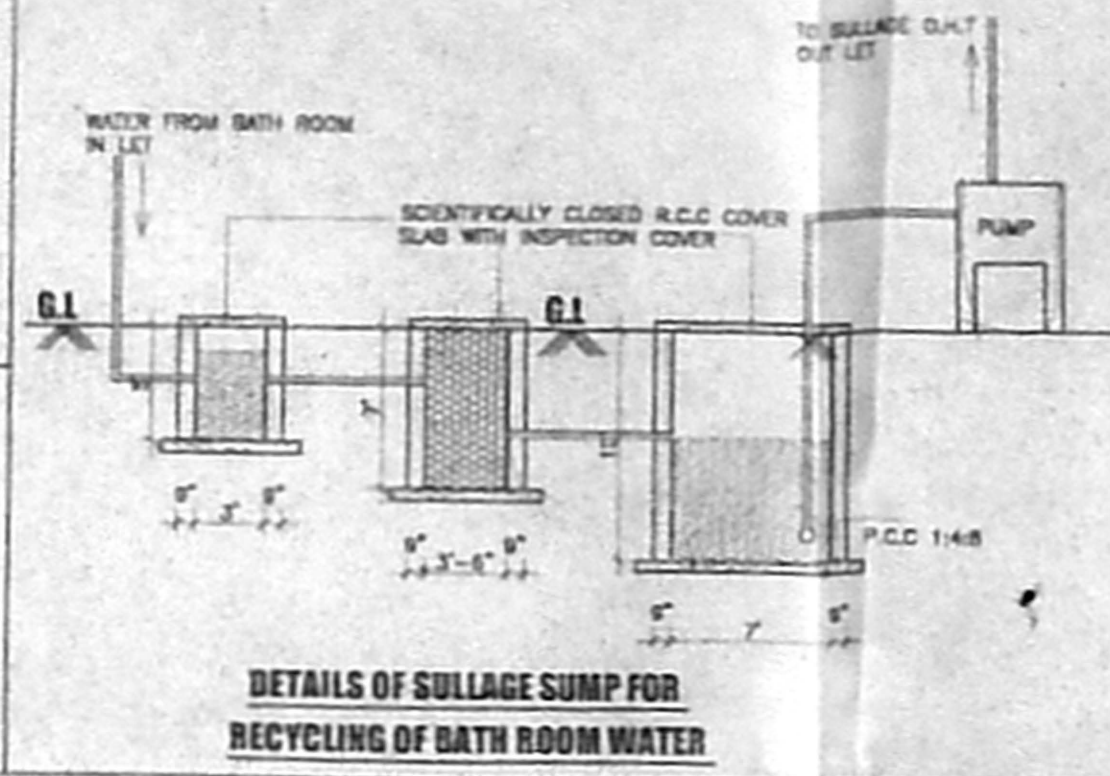 TO SULLAGE O.H.T
OUT LET
WATER FROM BATH ROOM
IN LET
SCIENTIFICALLY CLOSED R.C.C COVER
SLAB WITH INSPECTION COVER
PUMP
G.L
G.L
9" 3' 9"
9" 3'-6" 9"
P.C.C 1:4:8
9" 7' 9"
DETAILS OF SULLAGE SUMP FOR
RECYCLING OF BATH ROOM WATER